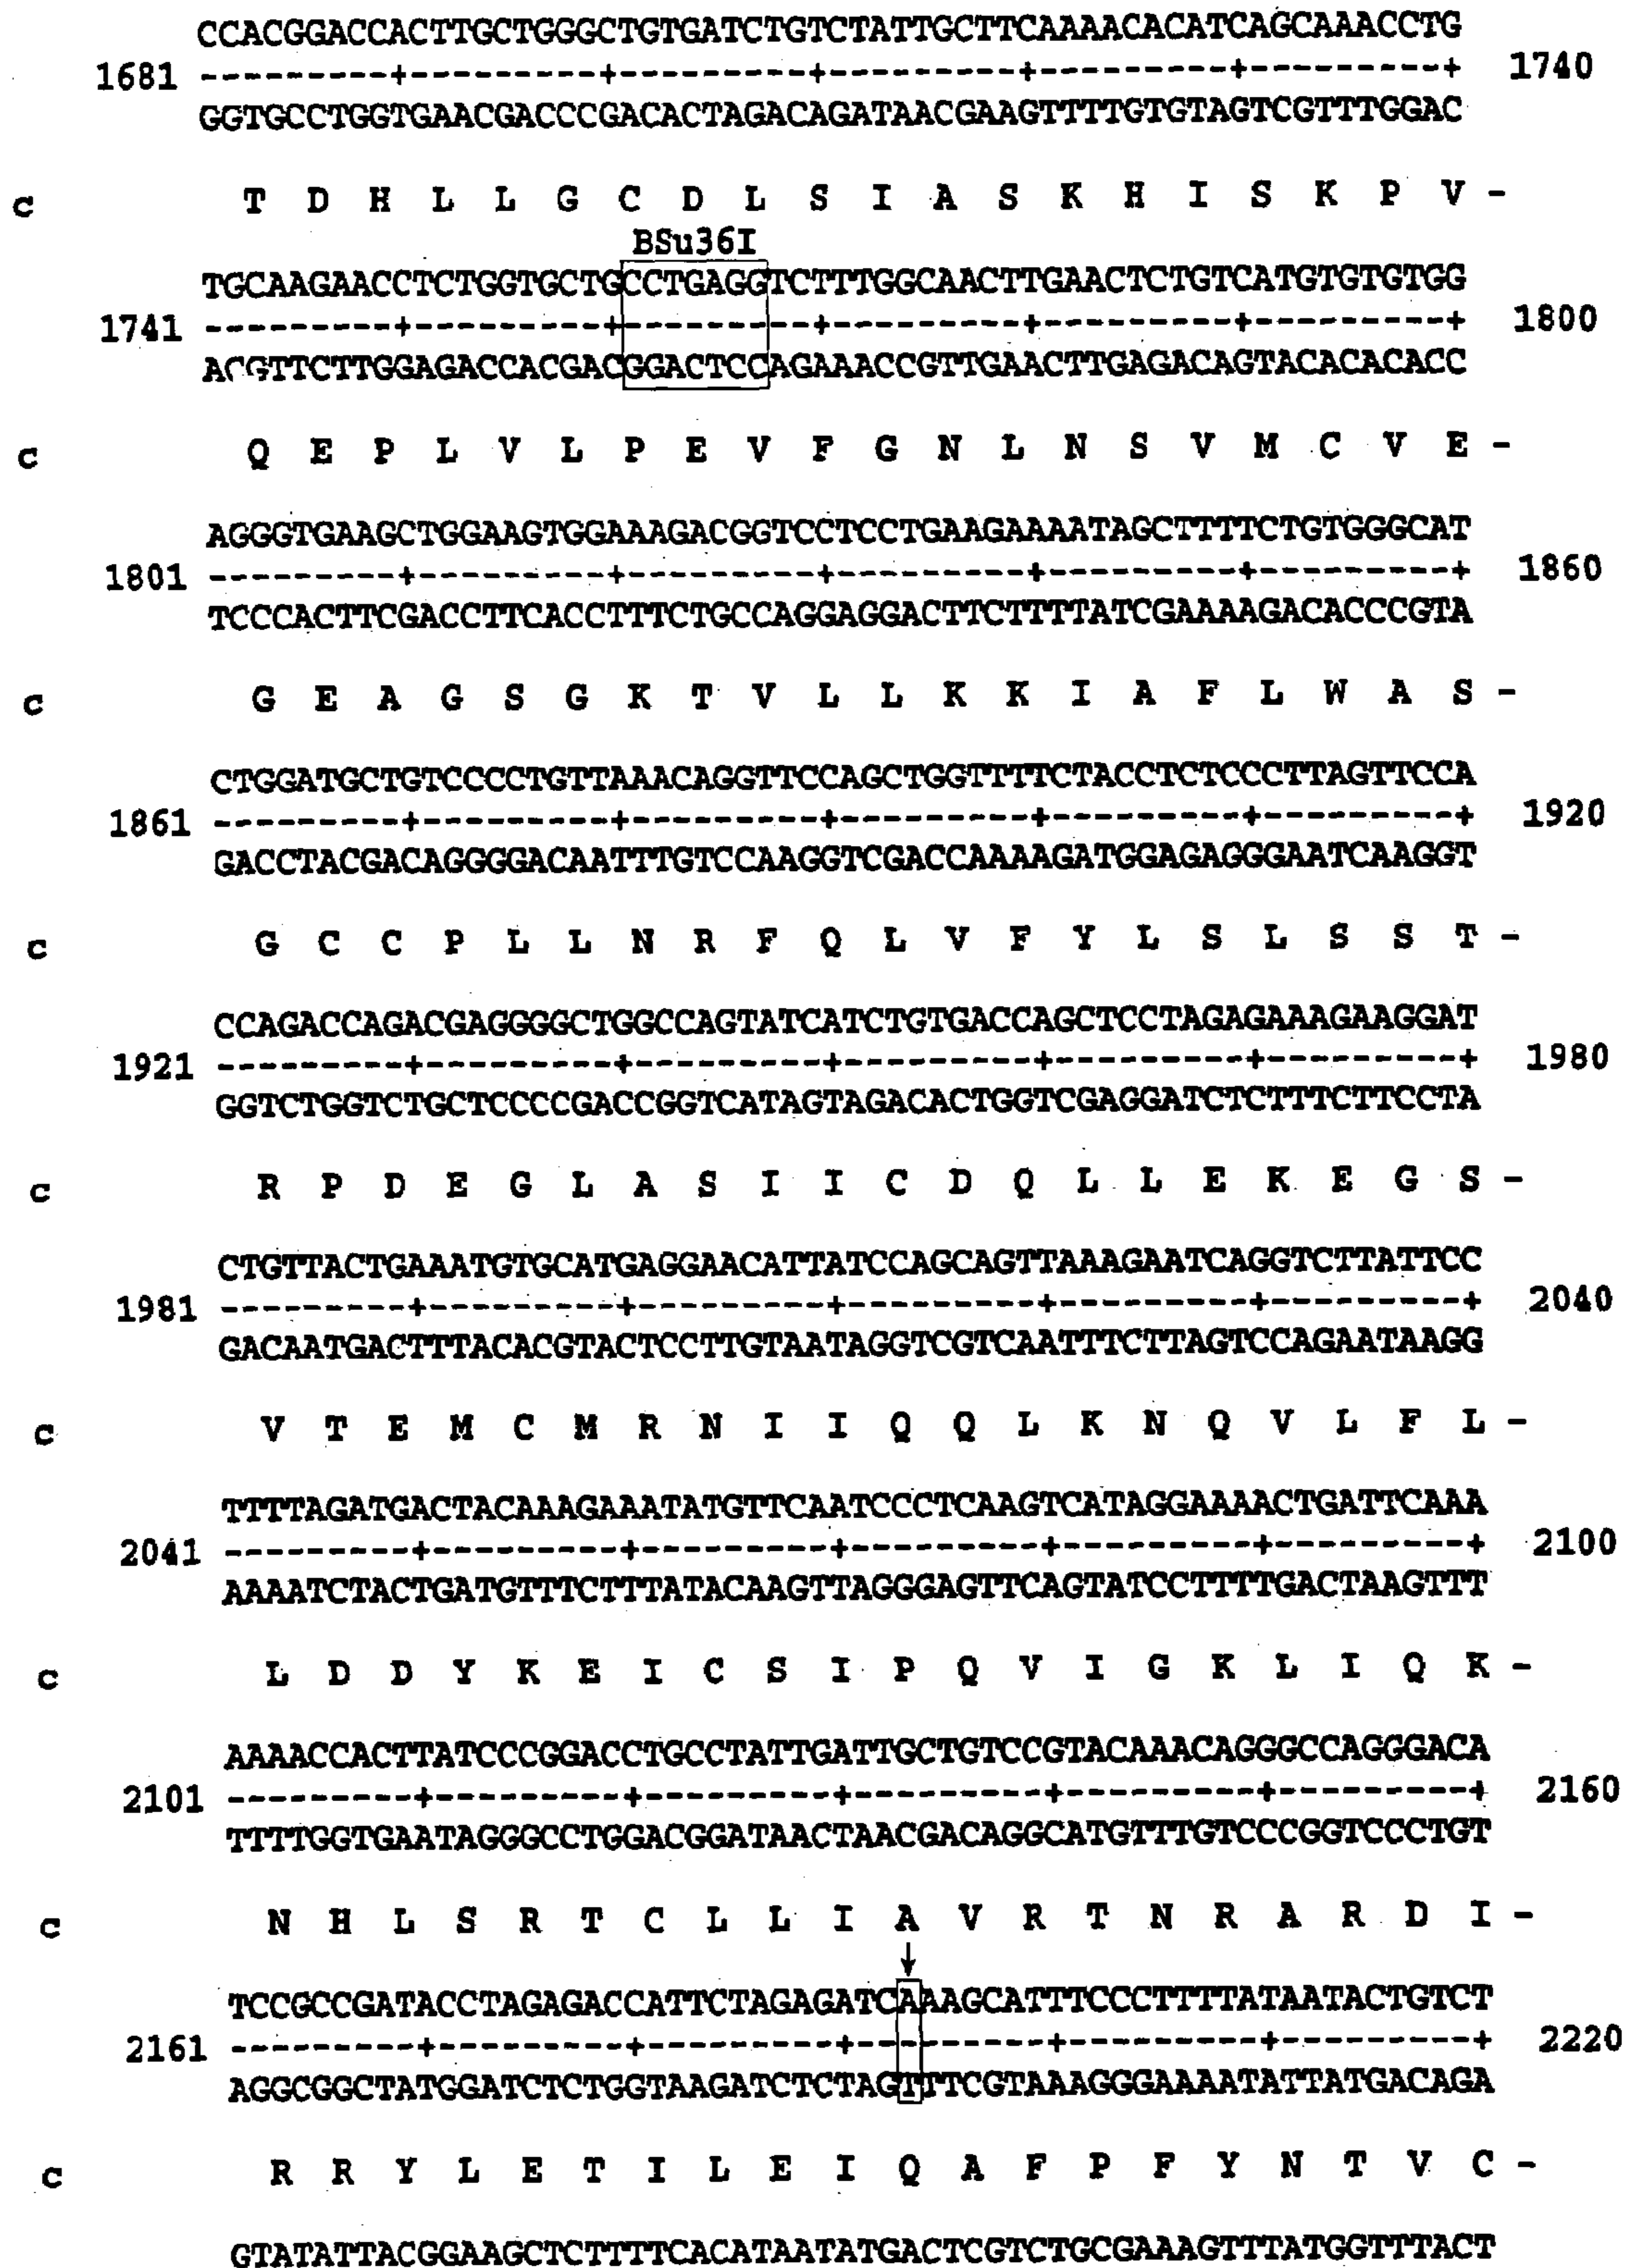 CCACGGACCACTTGCTGGGCTGTGATCTGTCTATTGCTTCAAAACACATCAGCAAACCTG
1681 ---------+---------+---------+---------+---------+---------+ 1740
GGTGCCTGGTGAACGACCCGACACTAGACAGATAACGAAGTTTTGTGTAGTCGTTTGGAC
c T D H L L G C D L S I A S K H I S K P V -
BSu36I
TGCAAGAACCTCTGGTGCTGCCTGAGGTCTTTGGCAACTTGAACTCTGTCATGTGTGTGG
1741 ---------+---------+---------+---------+---------+---------+ 1800
ACGTTCTTGGAGACCACGACGGACTCCAGAAACCGTTGAACTTGAGACAGTACACACACC
c Q E P L V L P E V F G N L N S V M C V E -
AGGGTGAAGCTGGAAGTGGAAAGACGGTCCTCCTGAAGAAAATAGCTTTTCTGTGGGCAT
1801 ---------+---------+---------+---------+---------+---------+ 1860
TCCCACTTCGACCTTCACCTTTCTGCCAGGAGGACTTCTTTTATCGAAAAGACACCCGTA
c G E A G S G K T V L L K K I A F L W A S -
CTGGATGCTGTCCCCTGTTAAACAGGTTCCAGCTGGTTTTCTACCTCTCCCTTAGTTCCA
1861 ---------+---------+---------+---------+---------+---------+ 1920
GACCTACGACAGGGGACAATTTGTCCAAGGTCGACCAAAAGATGGAGAGGGAATCAAGGT
c G C C P L L N R F Q L V F Y L S L S S T -
CCAGACCAGACGAGGGGCTGGCCAGTATCATCTGTGACCAGCTCCTAGAGAAAGAAGGAT
1921 ---------+---------+---------+---------+---------+---------+ 1980
GGTCTGGTCTGCTCCCCGACCGGTCATAGTAGACACTGGTCGAGGATCTCTTTCTTCCTA
c R P D E G L A S I I C D Q L L E K E G S -
CTGTTACTGAAATGTGCATGAGGAACATTATCCAGCAGTTAAAGAATCAGGTCTTATTCC
1981 ---------+---------+---------+---------+---------+---------+ 2040
GACAATGACTTTACACGTACTCCTTGTAATAGGTCGTCAATTTCTTAGTCCAGAATAAGG
c V T E M C M R N I I Q Q L K N Q V L F L -
TTTTAGATGACTACAAAGAAATATGTTCAATCCCTCAAGTCATAGGAAAACTGATTCAAA
2041 ---------+---------+---------+---------+---------+---------+ 2100
AAAATCTACTGATGTTTCTTTATACAAGTTAGGGAGTTCAGTATCCTTTTGACTAAGTTT
c L D D Y K E I C S I P Q V I G K L I Q K -
AAAACCACTTATCCCGGACCTGCCTATTGATTGCTGTCCGTACAAACAGGGCCAGGGACA
2101 ---------+---------+---------+---------+---------+---------+ 2160
TTTTGGTGAATAGGGCCTGGACGGATAACTAACGACAGGCATGTTTGTCCCGGTCCCTGT
c N H L S R T C L L I A V R T N R A R D I -
TCCGCCGATACCTAGAGACCATTCTAGAGATCAAAGCATTTCCCTTTTATAATACTGTCT
2161 ---------+---------+---------+---------+---------+---------+ 2220
AGGCGGCTATGGATCTCTGGTAAGATCTCTAGTTTCGTAAAGGGAAAATATTATGACAGA
c R R Y L E T I L E I Q A F P F Y N T V C -
GTATATTACGGAAGCTCTTTTCACATAATATGACTCGTCTGCGAAAGTTTATGGTTTACT